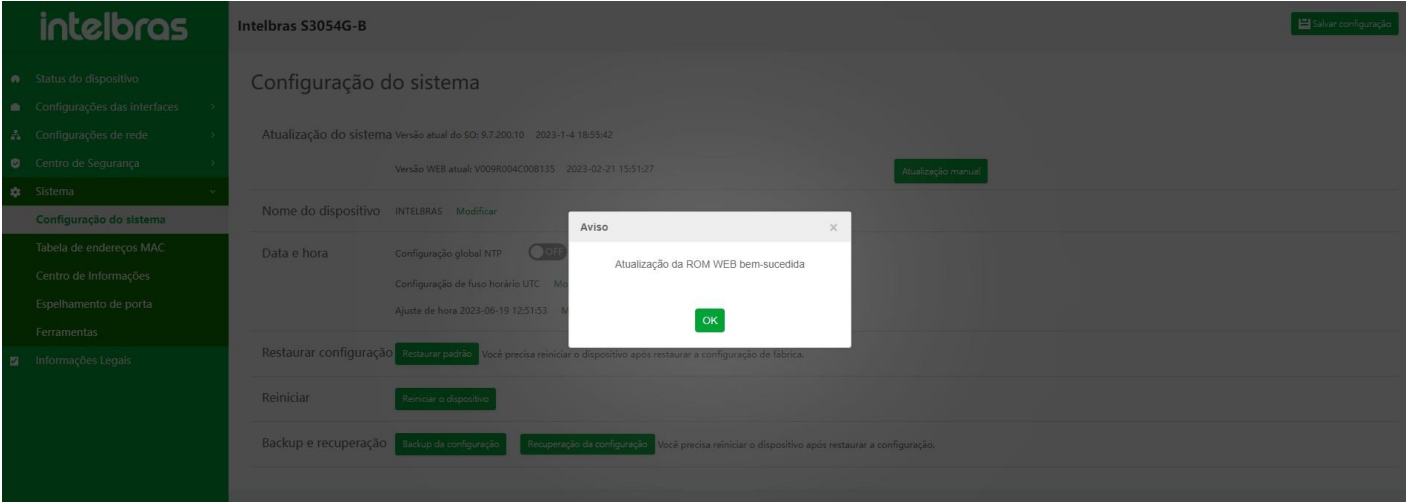 intelbras
Intelbras S3054G-B
Salvar configuração
Status do dispositivo
Configurações das interfaces
Configurações de rede
Centro de Segurança
Sistema
Configuração do sistema
Tabela de endereços MAC
Centro de Informações
Espelhamento de porta
Ferramentas
Informações Legais
Configuração do sistema
Atualização do sistema Versão atual do SO: 9.7.200.10 2023-1-4 18:55:42
Versão WEB atual: V009R004C00B135 2023-02-21 15:51:27 Atualização manual
Nome do dispositivo INTELBRAS Modificar
Data e hora Configuração global NTP OFF
Configuração de fuso horário UTC Mo
Ajuste de hora 2023-06-19 12:51:53 M
Aviso
Atualização da ROM WEB bem-sucedida
OK
Restaurar configuração Restaurar padrão Você precisa reiniciar o dispositivo após restaurar a configuração de fábrica.
Reiniciar Reiniciar o dispositivo
Backup e recuperação Backup da configuração Recuperação da configuração Você precisa reiniciar o dispositivo após restaurar a configuração.